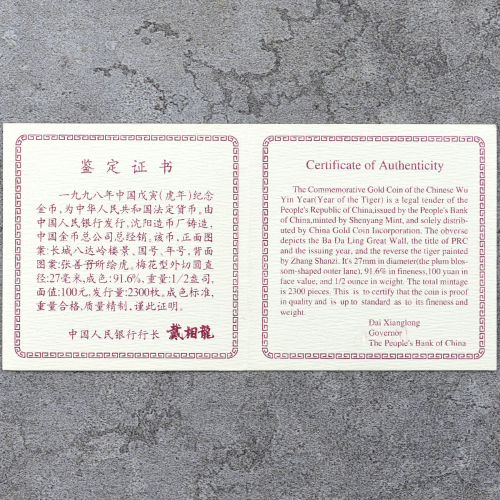 鉴定证书
一九九八年中国戊寅(虎年)纪念
金币,为中华人民共和国法定货币,由
中国人民银行发行,沈阳造币厂铸造,
中国金币总公司总经销。该币,正面图
案:长城八达岭楼景、国号、年号,背面
图案:张善孖所绘虎。梅花型外切圆直
径:27毫米,成色:91.6%,重量:1/2盎司,
面值:100元,发行量:2300枚。成色标准,
重量合格,质量精制,谨此证明。
中国人民银行行长 戴相龍
Certificate of Authenticity
The Commemorative Gold Coin of the Chinese Wu
Yin Year(Year of the Tiger) is a legal tender of the
People's Republic of China,issued by the People's Bank
of China,minted by Shenyang Mint, and solely distrib-
uted by China Gold Coin Iacorporation. The obverse
depicts the Ba Da Ling Great Wall, the title of PRC
and the issuing year, and the reverse the tiger painted
by Zhang Shanzi. It's 27mm in diameter(the plum blos-
som-shaped outer lane), 91.6% in fineness,100 yuan in
face value, and 1/2 ounce in weight. The total mintage
is 2300 pieces. This is to certify that the coin is proof
in quality and is up to standard as to its fineness and
weight.
Dai Xianglong
Governor
The People's Bank of China